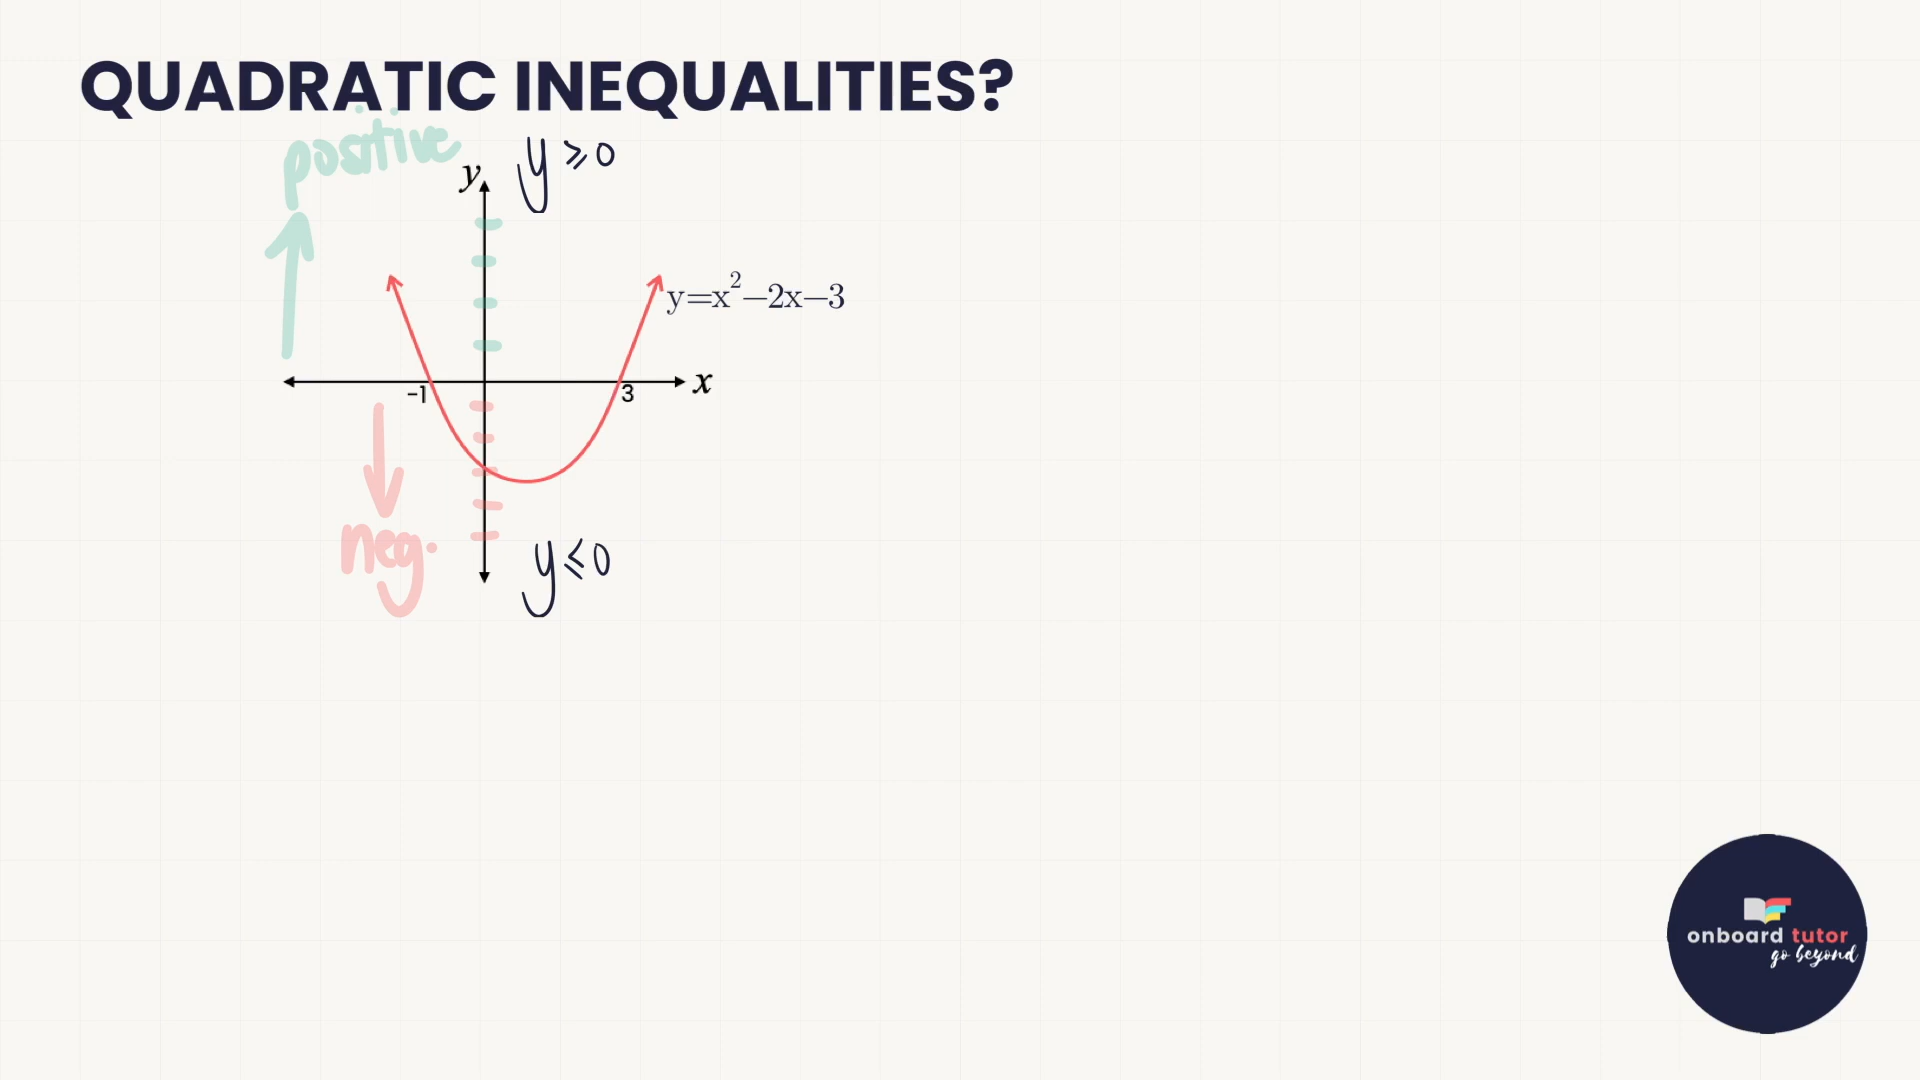 QUADRATIC INEQUALITIES?
positive
y
y ⩾ 0
y=x²−2x−3
-1
3
x
neg.
y ⩽ 0
onboard tutor
go beyond